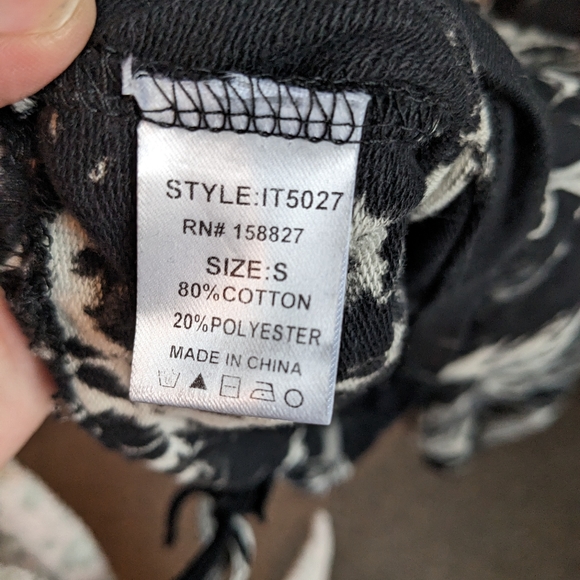 STYLE:IT5027
RN# 158827
SIZE:S
80%COTTON
20%POLYESTER
MADE IN CHINA